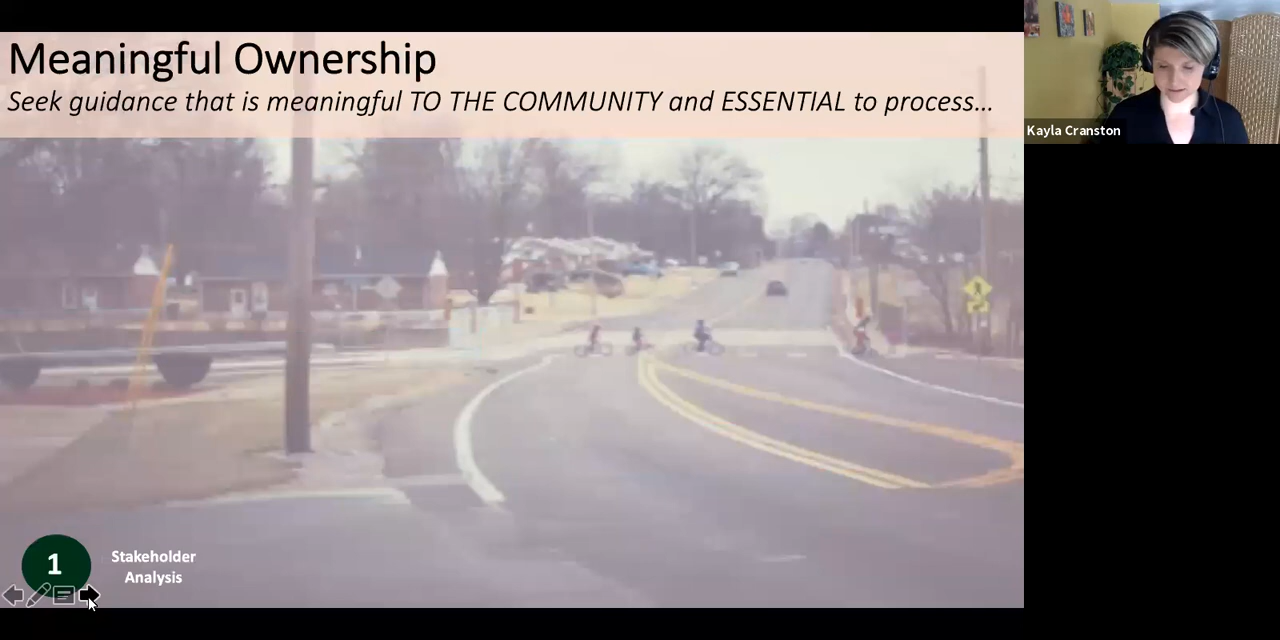 Meaningful Ownership
Seek guidance that is meaningful TO THE COMMUNITY and ESSENTIAL to process...
Kayla Cranston
1
Stakeholder
Analysis